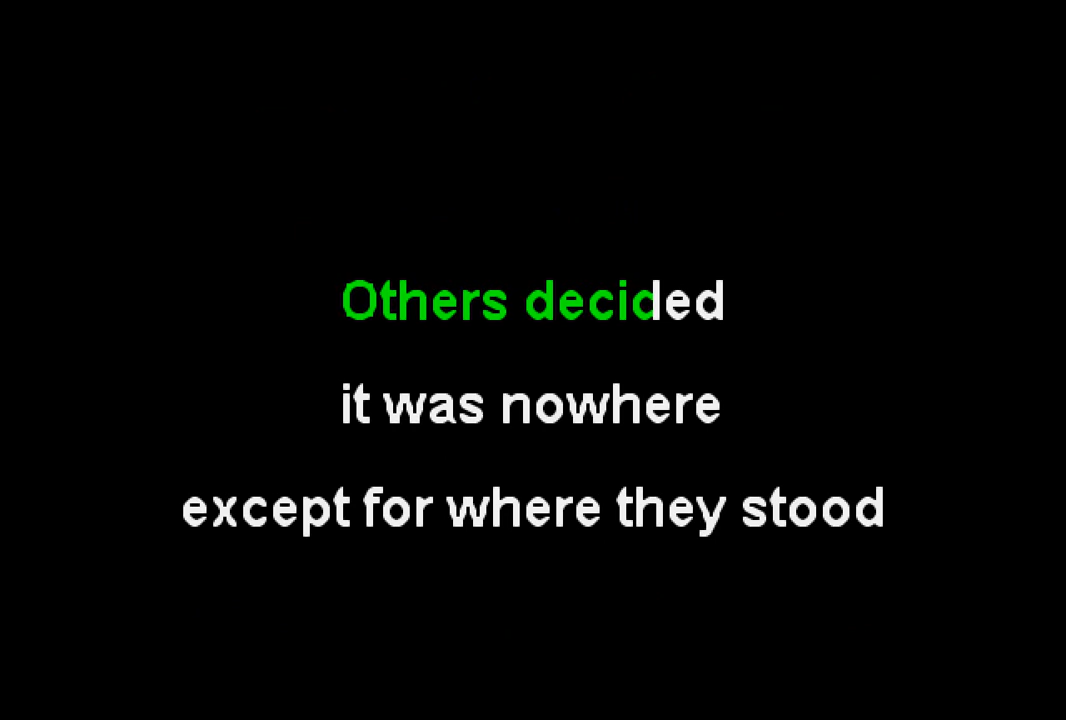 Others decided
it was nowhere
except for where they stood